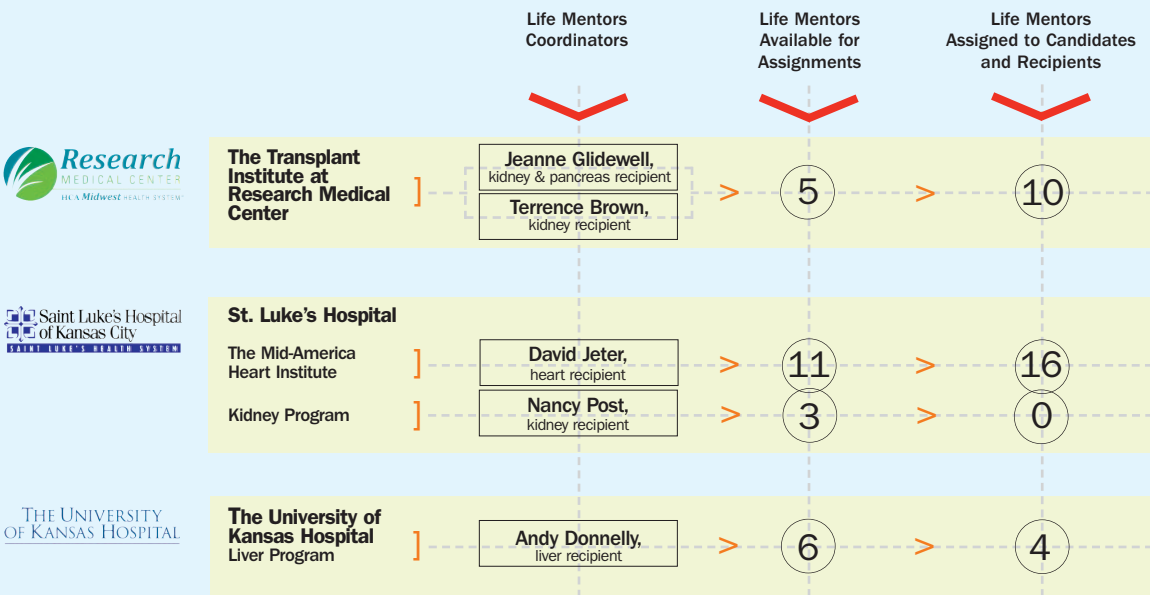 Life Mentors
Coordinators
Life Mentors
Available for
Assignments
Life Mentors
Assigned to Candidates
and Recipients
Research
MEDICAL CENTER
HCA Midwest HEALTH SYSTEM
The Transplant
Institute at
Research Medical
Center
]
Jeanne Glidewell,
kidney & pancreas recipient
Terrence Brown,
kidney recipient
>
5
>
10
Saint Luke's Hospital
of Kansas City
SAINT LUKE'S HEALTH SYSTEM
St. Luke’s Hospital
The Mid-America
Heart Institute
]
David Jeter,
heart recipient
>
11
>
16
Kidney Program
]
Nancy Post,
kidney recipient
>
3
>
0
THE UNIVERSITY
OF KANSAS HOSPITAL
The University of
Kansas Hospital
Liver Program
]
Andy Donnelly,
liver recipient
>
6
>
4